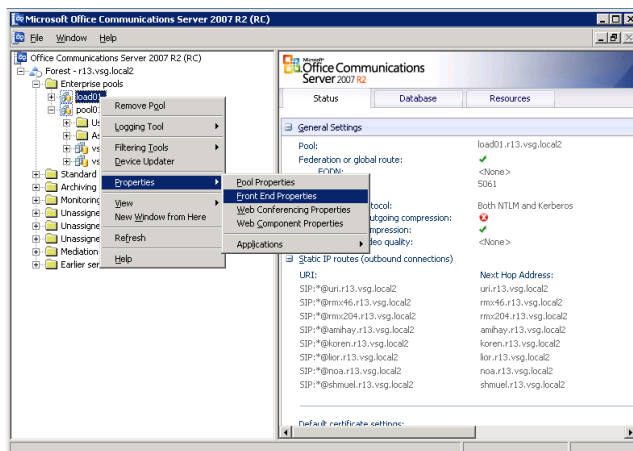 Microsoft Office Communications Server 2007 R2 (RC)
File Window Help
Office Communications Server 2007 R2 (RC)
Forest - r13.vsg.local2
Enterprise pools
load01
pool0
Us
As
vs
vs
Standard
Archiving
Monitoring
Unassigne
Unassigne
Unassigne
Mediation
Earlier ser
Remove Pool
Logging Tool
Filtering Tools
Device Updater
Properties
View
New Window from Here
Refresh
Help
Pool Properties
Front End Properties
Web Conferencing Properties
Web Component Properties
Applications
Microsoft
Office Communications
Server 2007 R2
Status Database Resources
General Settings
Pool: load01.r13.vsg.local2
Federation or global route:
FQDN: <None>
5061
tocol: Both NTLM and Kerberos
utgoing compression:
mpression:
deo quality: <None>
Static IP routes (outbound connections)
URI: Next Hop Address:
SIP:*@uri.r13.vsg.local2 uri.r13.vsg.local2
SIP:*@rmx46.r13.vsg.local2 rmx46.r13.vsg.local2
SIP:*@rmx204.r13.vsg.local2 rmx204.r13.vsg.local2
SIP:*@amihay.r13.vsg.local2 amihay.r13.vsg.local2
SIP:*@koren.r13.vsg.local2 koren.r13.vsg.local2
SIP:*@lior.r13.vsg.local2 lior.r13.vsg.local2
SIP:*@noa.r13.vsg.local2 noa.r13.vsg.local2
SIP:*@shmuel.r13.vsg.local2 shmuel.r13.vsg.local2
Default certificate settings: